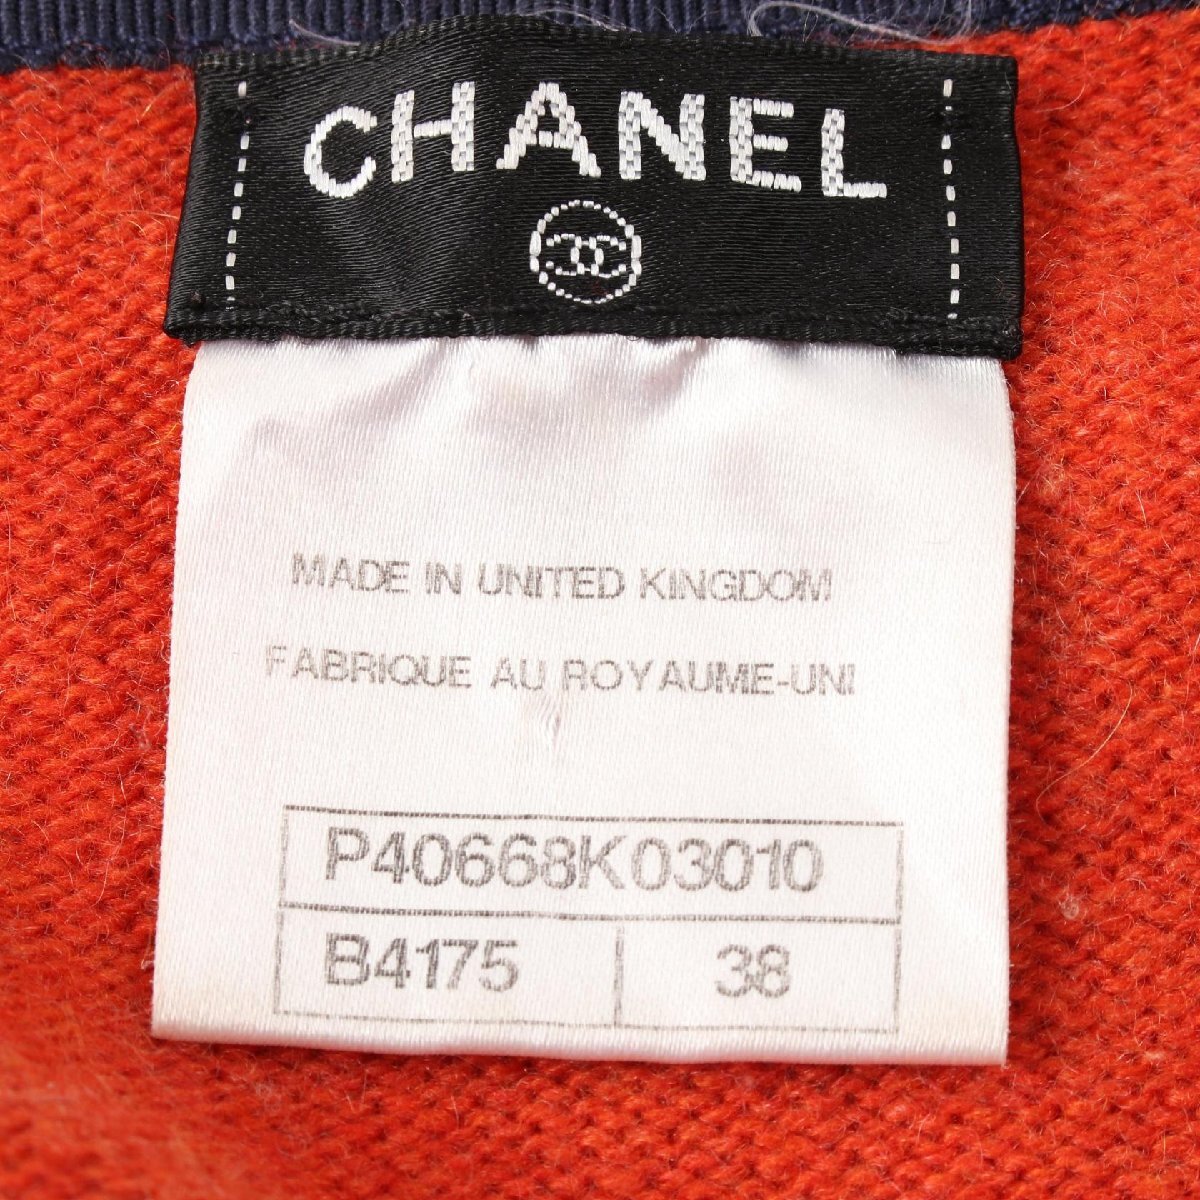 CHANEL
MADE IN UNITED KINGDOM
FABRIQUE AU ROYAUME-UNI
P40668K03010
B4175 38